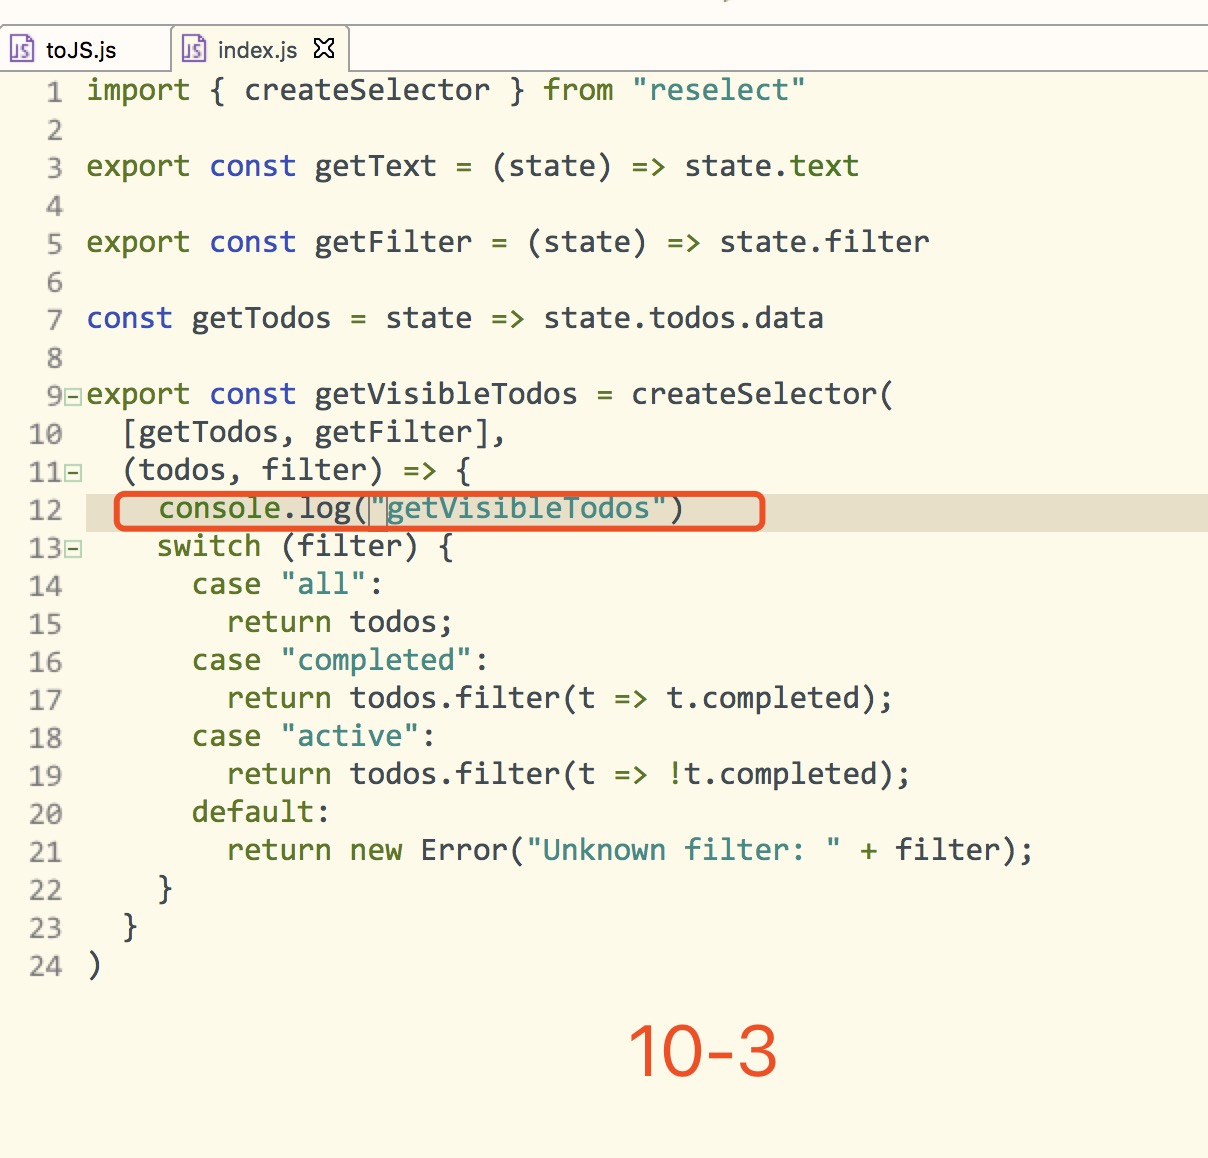 toJS.js index.js
1 import { createSelector } from "reselect"
2
3 export const getText = (state) => state.text
4
5 export const getFilter = (state) => state.filter
6
7 const getTodos = state => state.todos.data
8
9 export const getVisibleTodos = createSelector(
10   [getTodos, getFilter],
11   (todos, filter) => {
12     console.log("getVisibleTodos")
13     switch (filter) {
14       case "all":
15         return todos;
16       case "completed":
17         return todos.filter(t => t.completed);
18       case "active":
19         return todos.filter(t => !t.completed);
20       default:
21         return new Error("Unknown filter: " + filter);
22     }
23   }
24 )
10-3